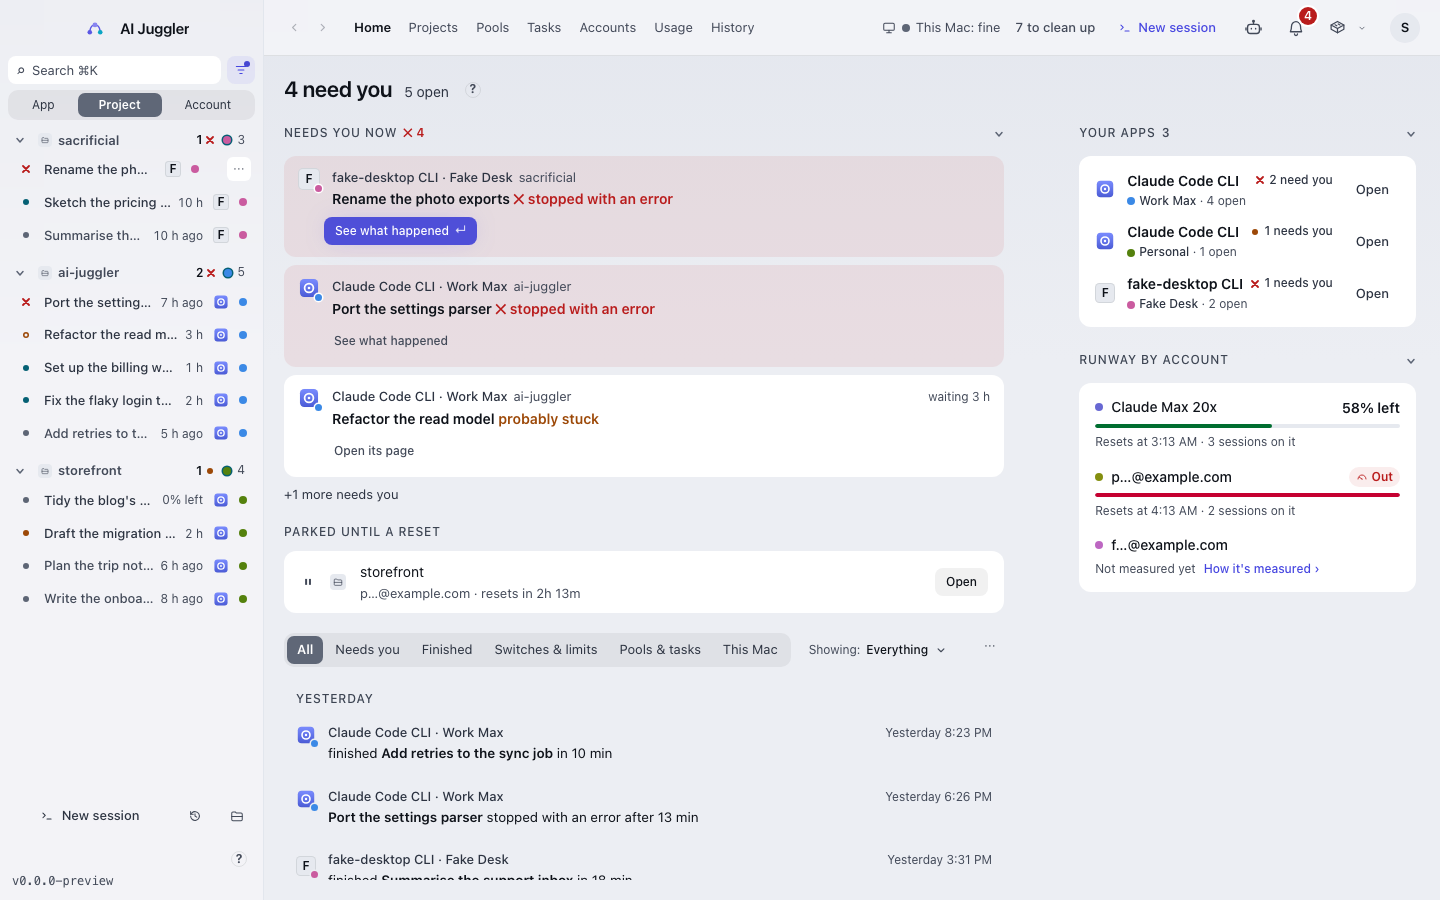 AI Juggler
Search ⌘K
App Project Account
sacrificial 1 3
Rename the ph... F ...
Sketch the pricing ... 10 h F
Summarise th... 10 h ago F
ai-juggler 2 5
Port the setting... 7 h ago
Refactor the read m... 3 h
Set up the billing w... 1 h
Fix the flaky login t... 2 h
Add retries to t... 5 h ago
storefront 1 4
Tidy the blog's ... 0% left
Draft the migration ... 2 h
Plan the trip not... 6 h ago
Write the onboa... 8 h ago
New session
?
v0.0.0-preview
Home Projects Pools Tasks Accounts Usage History
This Mac: fine 7 to clean up New session 4 S
4 need you 5 open ?
NEEDS YOU NOW 4
F fake-desktop CLI · Fake Desk sacrificial
Rename the photo exports stopped with an error
See what happened
Claude Code CLI · Work Max ai-juggler
Port the settings parser stopped with an error
See what happened
Claude Code CLI · Work Max ai-juggler waiting 3 h
Refactor the read model probably stuck
Open its page
+1 more needs you
PARKED UNTIL A RESET
storefront
p...@example.com · resets in 2h 13m
Open
All Needs you Finished Switches & limits Pools & tasks This Mac Showing: Everything ...
YESTERDAY
Claude Code CLI · Work Max Yesterday 8:23 PM
finished Add retries to the sync job in 10 min
Claude Code CLI · Work Max Yesterday 6:26 PM
Port the settings parser stopped with an error after 13 min
F fake-desktop CLI · Fake Desk Yesterday 3:31 PM
finished Summarise the support inbox in 18 min
YOUR APPS 3
Claude Code CLI 2 need you
Work Max · 4 open
Open
Claude Code CLI 1 needs you
Personal · 1 open
Open
F fake-desktop CLI 1 needs you
Fake Desk · 2 open
Open
RUNWAY BY ACCOUNT
Claude Max 20x 58% left
Resets at 3:13 AM · 3 sessions on it
p...@example.com Out
Resets at 4:13 AM · 2 sessions on it
f...@example.com
Not measured yet How it's measured ›